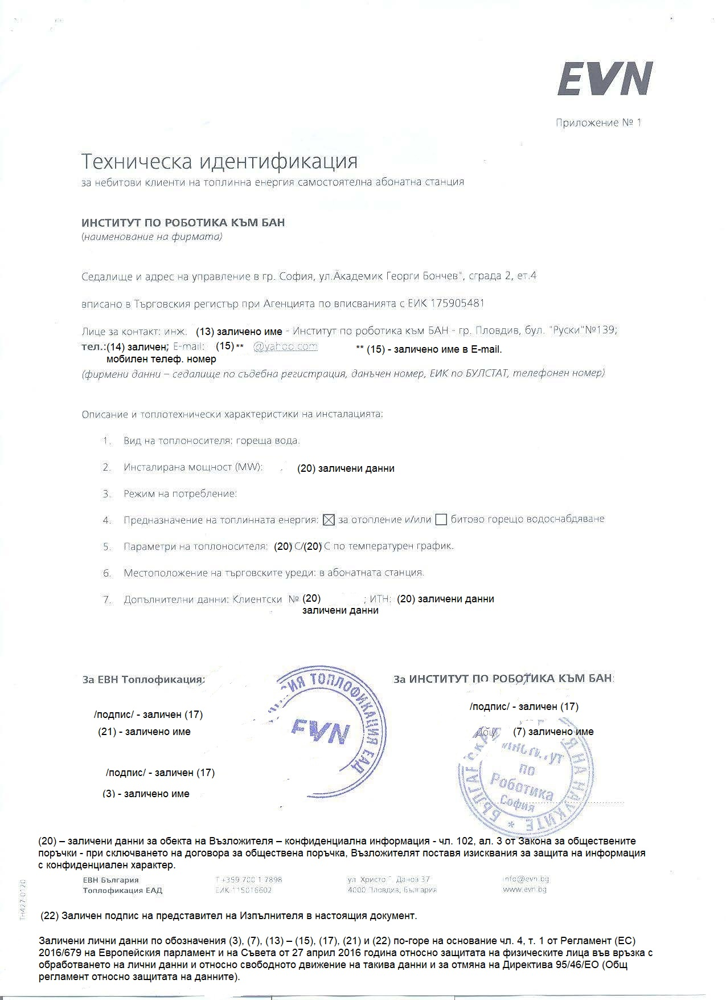 EVN
Приложение № 1
Техническа идентификация
за небитови клиенти на топлинна енергия самостоятелна абонатна станция
ИНСТИТУТ ПО РОБОТИКА КЪМ БАН
(наименование на фирмата)
Седалище и адрес на управление в гр. София, ул.Академик Георги Бончев", сграда 2, ет.4
вписано в Търговския регистър при Агенцията по вписванията с ЕИК 175905481
Лице за контакт: инж. (13) заличено име - Институт по роботика към БАН - гр. Пловдив, бул. "Руски"№139;
тел.:(14) заличен; E-mail: (15)** @yahoo.com ** (15) - заличено име в E-mail.
мобилен телеф. номер
(фирмени данни – седалище по съдебна регистрация, данъчен номер, ЕИК по БУЛСТАТ, телефонен номер)
Описание и топлотехнически характеристики на инсталацията:
1. Вид на топлоносителя: гореща вода.
2. Инсталирана мощност (MW): (20) заличени данни
3. Режим на потребление:
4. Предназначение на топлинната енергия: ☒ за отопление и/или ☐ битово горещо водоснабдяване
5. Параметри на топлоносителя: (20) С/(20) С по температурен график.
6. Местоположение на търговските уреди: в абонатната станция.
7. Допълнителни данни: Клиентски № (20) ; ИТН: (20) заличени данни
заличени данни
За ЕВН Топлофикация:
За ИНСТИТУТ ПО РОБОТИКА КЪМ БАН:
/подпис/ - заличен (17)
/подпис/ - заличен (17)
(21) - заличено име
(7) заличено име
/подпис/ - заличен (17)
(3) - заличено име
ТОПЛОФИКАЦИЯ ЕАД
EVN
НА НАУКИТЕ * БЪЛГАРСКА
ИНСТИТУТ
ПО
Роботика
София
(20) – заличени данни за обекта на Възложителя – конфиденциална информация - чл. 102, ал. 3 от Закона за обществените
поръчки - при сключването на договора за обществена поръчка, Възложителят поставя изисквания за защита на информация
с конфиденциален характер.
ЕВН България Т +359 700 1 7898 ул. Христо Г. Данов 37 info@evn.bg
Топлофикация ЕАД ЕИК 115016602 4000 Пловдив, България www.evn.bg
ТН427-0120
(22) Заличен подпис на представител на Изпълнителя в настоящия документ.
Заличени лични данни по обозначения (3), (7), (13) – (15), (17), (21) и (22) по-горе на основание чл. 4, т. 1 от Регламент (ЕС)
2016/679 на Европейския парламент и на Съвета от 27 април 2016 година относно защитата на физическите лица във връзка с
обработването на лични данни и относно свободното движение на такива данни и за отмяна на Директива 95/46/ЕО (Общ
регламент относно защитата на данните).